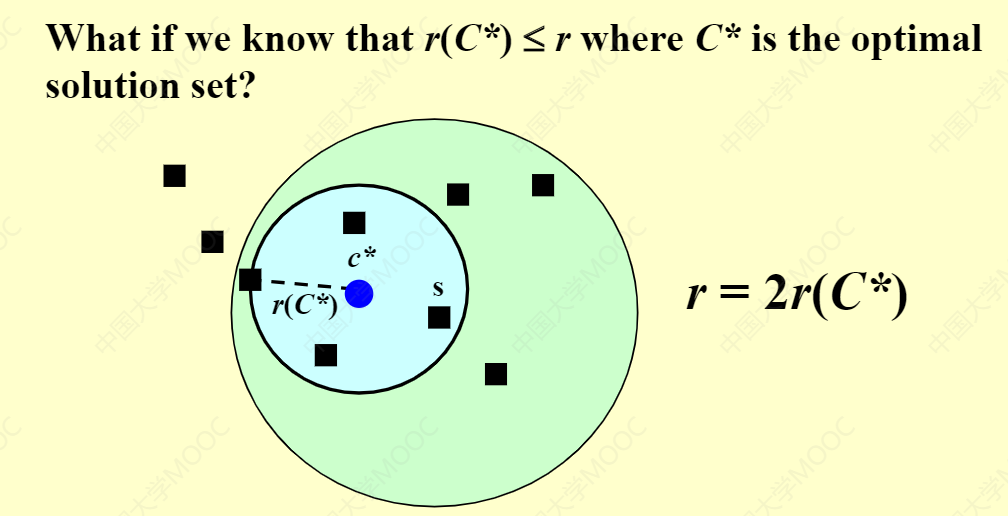 What if we know that r(C*) ≤ r where C* is the optimal
solution set?
c*
s
r(C*)
r = 2r(C*)
中国大学MOOC